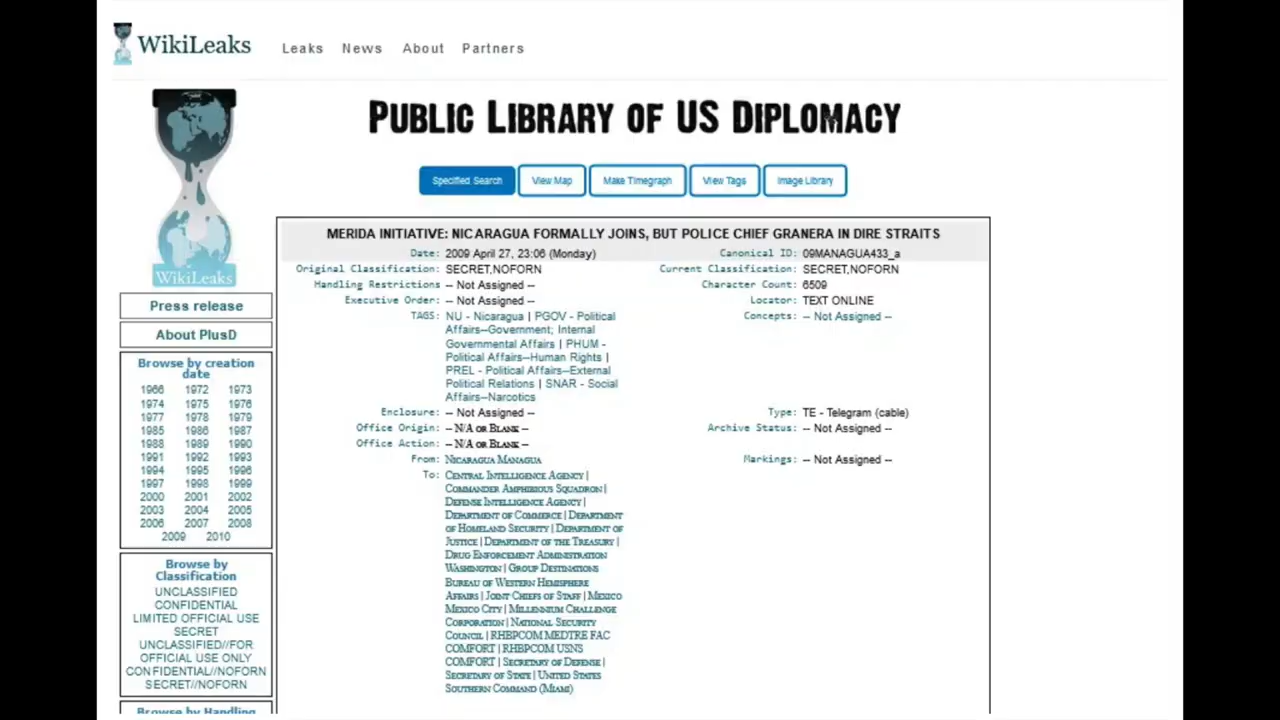 WikiLeaks
Leaks News About Partners
PUBLIC LIBRARY OF US DIPLOMACY
Specified Search View Map Make Timegraph View Tags Image Library
WikiLeaks
Press release
About PlusD
Browse by creation
date
1966 1972 1973
1974 1975 1976
1977 1978 1979
1985 1986 1987
1988 1989 1990
1991 1992 1993
1994 1995 1996
1997 1998 1999
2000 2001 2002
2003 2004 2005
2006 2007 2008
2009 2010
Browse by
Classification
UNCLASSIFIED
CONFIDENTIAL
LIMITED OFFICIAL USE
SECRET
UNCLASSIFIED//FOR
OFFICIAL USE ONLY
CONFIDENTIAL//NOFORN
SECRET//NOFORN
Browse by Handling
MERIDA INITIATIVE: NICARAGUA FORMALLY JOINS, BUT POLICE CHIEF GRANERA IN DIRE STRAITS
Date: 2009 April 27, 23:06 (Monday) Canonical ID: 09MANAGUA433_a
Original Classification: SECRET,NOFORN Current Classification: SECRET,NOFORN
Handling Restrictions -- Not Assigned -- Character Count: 6509
Executive Order: -- Not Assigned -- Locator: TEXT ONLINE
TAGS: NU - Nicaragua | PGOV - Political Concepts: -- Not Assigned --
Affairs--Government; Internal
Governmental Affairs | PHUM -
Political Affairs--Human Rights |
PREL - Political Affairs--External
Political Relations | SNAR - Social
Affairs--Narcotics
Enclosure: -- Not Assigned -- Type: TE - Telegram (cable)
Office Origin: -- N/A OR BLANK -- Archive Status: -- Not Assigned --
Office Action: -- N/A OR BLANK --
From: NICARAGUA MANAGUA Markings: -- Not Assigned --
To: CENTRAL INTELLIGENCE AGENCY |
COMMANDER AMPHIBIOUS SQUADRON |
DEFENSE INTELLIGENCE AGENCY |
DEPARTMENT OF COMMERCE | DEPARTMENT
OF HOMELAND SECURITY | DEPARTMENT OF
JUSTICE | DEPARTMENT OF THE TREASURY |
DRUG ENFORCEMENT ADMINISTRATION
WASHINGTON | GROUP DESTINATIONS
BUREAU OF WESTERN HEMISPHERE
AFFAIRS | JOINT CHIEFS OF STAFF | MEXICO
MEXICO CITY | MILLENNIUM CHALLENGE
CORPORATION | NATIONAL SECURITY
COUNCIL | RHBPCOM MEDTRE FAC
COMFORT | RHBPCOM USNS
COMFORT | SECRETARY OF DEFENSE |
SECRETARY OF STATE | UNITED STATES
SOUTHERN COMMAND (MIAMI)